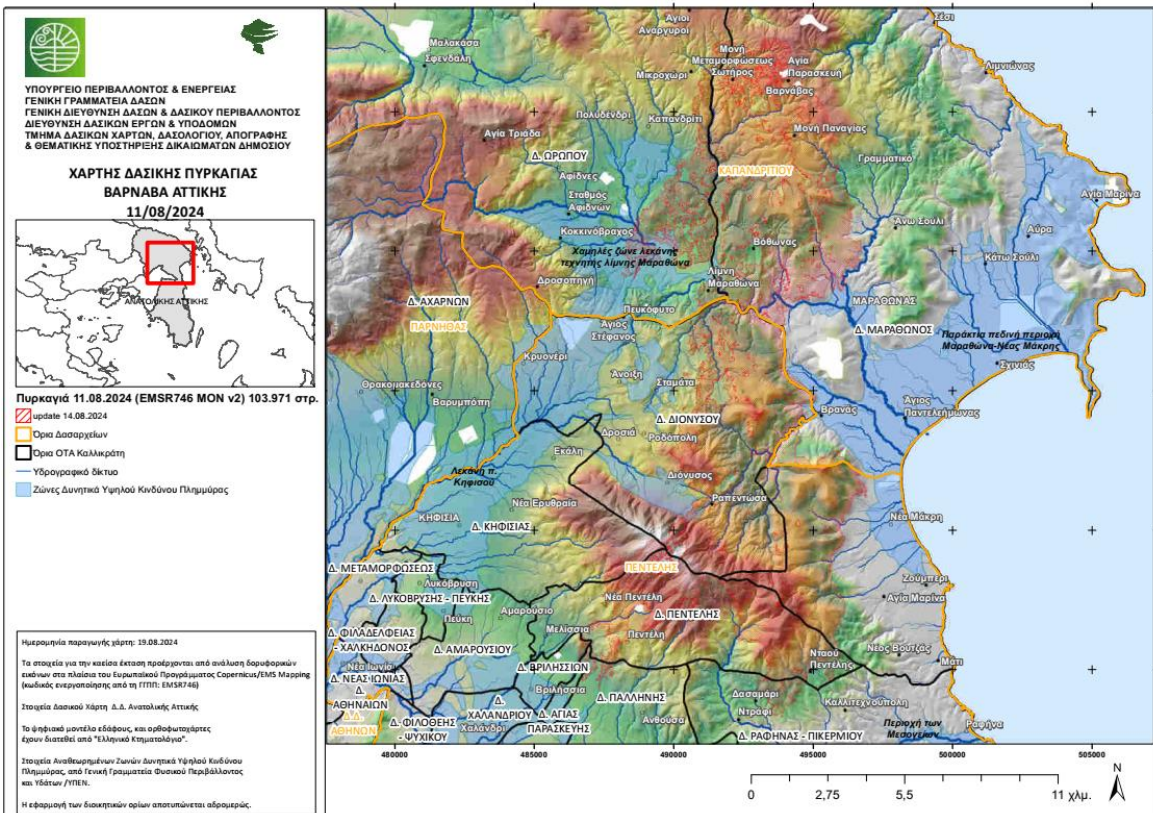 ΥΠΟΥΡΓΕΙΟ ΠΕΡΙΒΑΛΛΟΝΤΟΣ & ΕΝΕΡΓΕΙΑΣ
ΓΕΝΙΚΗ ΓΡΑΜΜΑΤΕΙΑ ΔΑΣΩΝ
ΓΕΝΙΚΗ ΔΙΕΥΘΥΝΣΗ ΔΑΣΩΝ & ΔΑΣΙΚΟΥ ΠΕΡΙΒΑΛΛΟΝΤΟΣ
ΔΙΕΥΘΥΝΣΗ ΔΑΣΙΚΩΝ ΕΡΓΩΝ & ΥΠΟΔΟΜΩΝ
ΤΜΗΜΑ ΔΑΣΙΚΩΝ ΧΑΡΤΩΝ, ΔΑΣΟΛΟΓΙΟΥ, ΑΠΟΓΡΑΦΗΣ
& ΘΕΜΑΤΙΚΗΣ ΥΠΟΣΤΗΡΙΞΗΣ ΔΙΚΑΙΩΜΑΤΩΝ ΔΗΜΟΣΙΟΥ
ΧΑΡΤΗΣ ΔΑΣΙΚΗΣ ΠΥΡΚΑΓΙΑΣ
ΒΑΡΝΑΒΑ ΑΤΤΙΚΗΣ
11/08/2024
ΑΝΑΤΟΛΙΚΗΣ ΑΤΤΙΚΗΣ
Πυρκαγιά 11.08.2024 (EMSR746 MON v2) 103.971 στρ.
update 14.08.2024
Όρια Δασαρχείων
Όρια ΟΤΑ Καλλικράτη
Υδρογραφικό δίκτυο
Ζώνες Δυνητικά Υψηλού Κινδύνου Πλημμύρας
Ημερομηνία παραγωγής χάρτη: 19.08.2024
Τα στοιχεία για την καείσα έκταση προέρχονται από ανάλυση δορυφορικών
εικόνων στα πλαίσια του Ευρωπαϊκού Προγράμματος Copernicus/EMS Mapping
(κωδικός ενεργοποίησης από τη ΓΓΠΠ: EMSR746)
Στοιχεία Δασικού Χάρτη Δ.Δ. Ανατολικής Αττικής
Το ψηφιακό μοντέλο εδάφους, και ορθοφωτοχάρτες
έχουν διατεθεί από "Ελληνικό Κτηματολόγιο".
Στοιχεία Αναθεωρημένων Ζωνών Δυνητικά Υψηλού Κινδύνου
Πλημμύρας, από Γενική Γραμματεία Φυσικού Περιβάλλοντος
και Υδάτων /ΥΠΕΝ.
Η εφαρμογή των διοικητικών ορίων αποτυπώνεται αδρομερώς.
Άγιοι
Ανάργυροι
Σέσι
Μαλακάσα
Σφενδάλη
Μονή
Μεταμορφώσεως
Σωτήρος
Αγία
Παρασκευή
Λιμνιώνας
Μικροχώρι
Βαρνάβας
Πολυδένδρι
Καπανδρίτι
Μονή Παναγίας
Αγία Τριάδα
Δ. ΩΡΩΠΟΥ
Γραμματικό
Αφίδνες
ΚΑΠΑΝΔΡΙΤΙΟΥ
Σταθμός
Αφιδνών
Αγία Μαρίνα
Άνω Σούλι
Αύρα
Κοκκινόβραχος
Βόθωνας
Χαμηλές ζώνε λεκάνης
τεχνητής λίμνης Μαραθώνα
Κάτω Σούλι
Δροσοπηγή
Λίμνη
Μαραθώνα
Δ. ΑΧΑΡΝΩΝ
ΠΑΡΝΗΘΑΣ
Πευκόφυτο
ΜΑΡΑΘΩΝΑΣ
Άγιος
Στέφανος
Δ. ΜΑΡΑΘΩΝΟΣ
Παράκτια πεδινή περιοχή
Μαραθώνα-Νέας Μάκρης
Κρυονέρι
Σχινιάς
Θρακομακεδόνες
Άνοιξη
Σταμάτα
Βαρυμπόπη
Βρανάς
Άγιος
Παντελεήμωνας
Δ. ΔΙΟΝΥΣΟΥ
Δροσιά
Ροδόπολη
Εκάλη
Λεκάνη π.
Κηφισού
Διόνυσος
Ραπεντώσα
Νέα Ερυθραία
ΚΗΦΙΣΙΑ
Δ. ΚΗΦΙΣΙΑΣ
Νέα Μάκρη
Δ. ΜΕΤΑΜΟΡΦΩΣΕΩΣ
ΠΕΝΤΕΛΗΣ
Λυκόβρυση
Ζούμπερι
Δ. ΛΥΚΟΒΡΥΣΗΣ - ΠΕΥΚΗΣ
Νέα Πεντέλη
Αγία Μαρίνα
Πεύκη
Αμαρούσιο
Δ. ΠΕΝΤΕΛΗΣ
Δ. ΦΙΛΑΔΕΛΦΕΙΑΣ
- ΧΑΛΚΗΔΟΝΟΣ
Μελίσσια
Πεντέλη
Δ. ΑΜΑΡΟΥΣΙΟΥ
Νταού
Πεντέλης
Νέος Βουτζάς
Μάτι
Νέα Ιωνία
Δ. ΒΡΙΛΗΣΣΙΩΝ
Δ. ΝΕΑΣ ΙΩΝΙΑΣ
Βριλήσσια
Δ. ΠΑΛΛΗΝΗΣ
Δασαμάρι
Δ.
ΑΘΗΝΑΙΩΝ
Δ.
ΧΑΛΑΝΔΡΙΟΥ
Δ. ΑΓΙΑΣ
ΠΑΡΑΣΚΕΥΗΣ
Ντράφι
Καλλιτεχνούπολη
Δ.Δ.
ΑΘΗΝΩΝ
Δ. ΦΙΛΟΘΕΗΣ
- ΨΥΧΙΚΟΥ
Χαλάνδρι
Ανθούσα
Δ. ΡΑΦΗΝΑΣ - ΠΙΚΕΡΜΙΟΥ
Περιοχή των
Μεσογείων
Ραφήνα
480000
485000
490000
495000
500000
505000
0
2,75
5,5
11 χλμ.
N